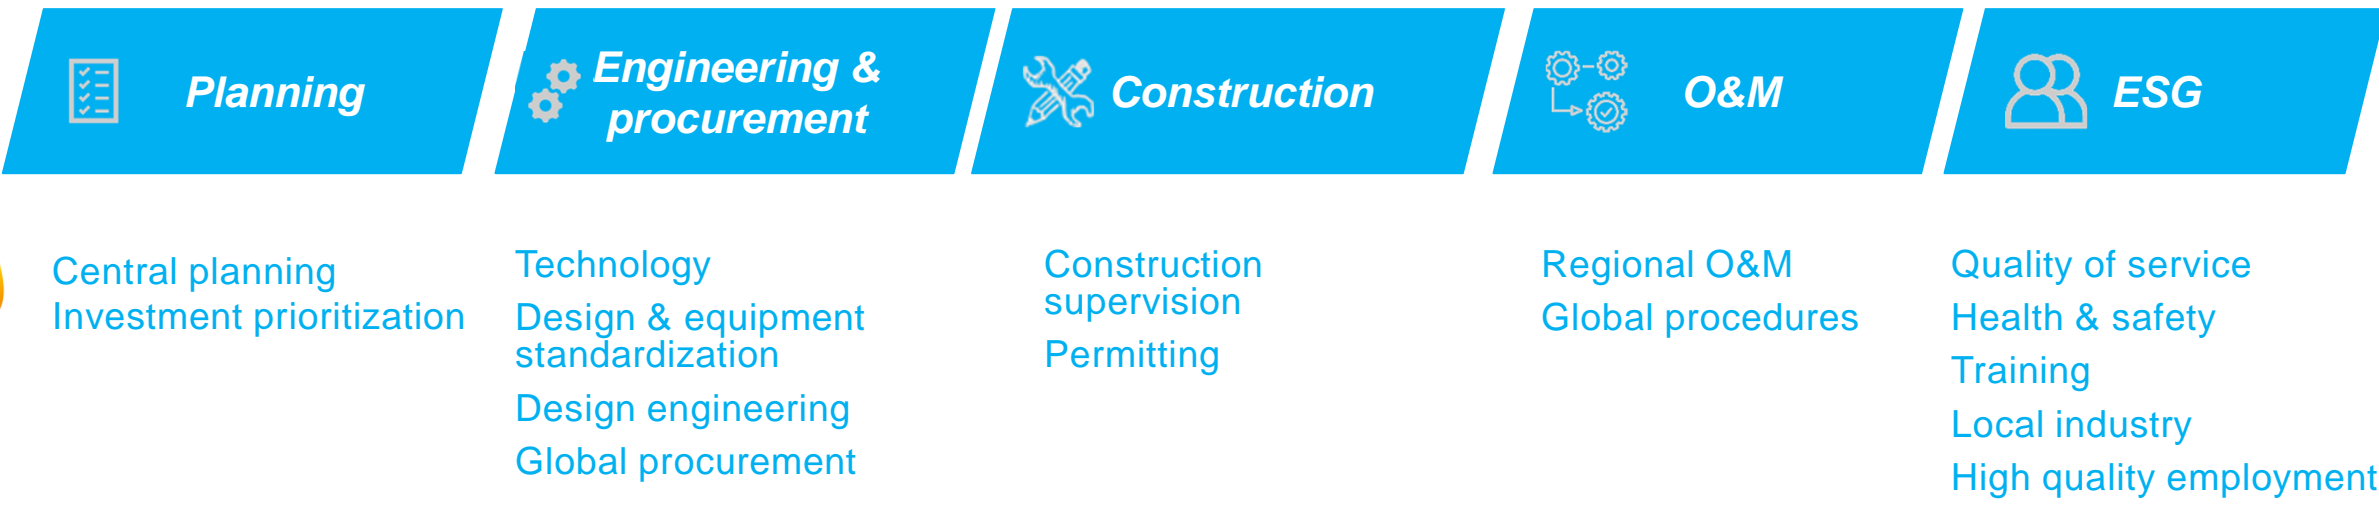 Planning
Engineering &
procurement
Construction
O&M
ESG
Central planning
Investment prioritization
Technology
Design & equipment
standardization
Design engineering
Global procurement
Construction
supervision
Permitting
Regional O&M
Global procedures
Quality of service
Health & safety
Training
Local industry
High quality employment